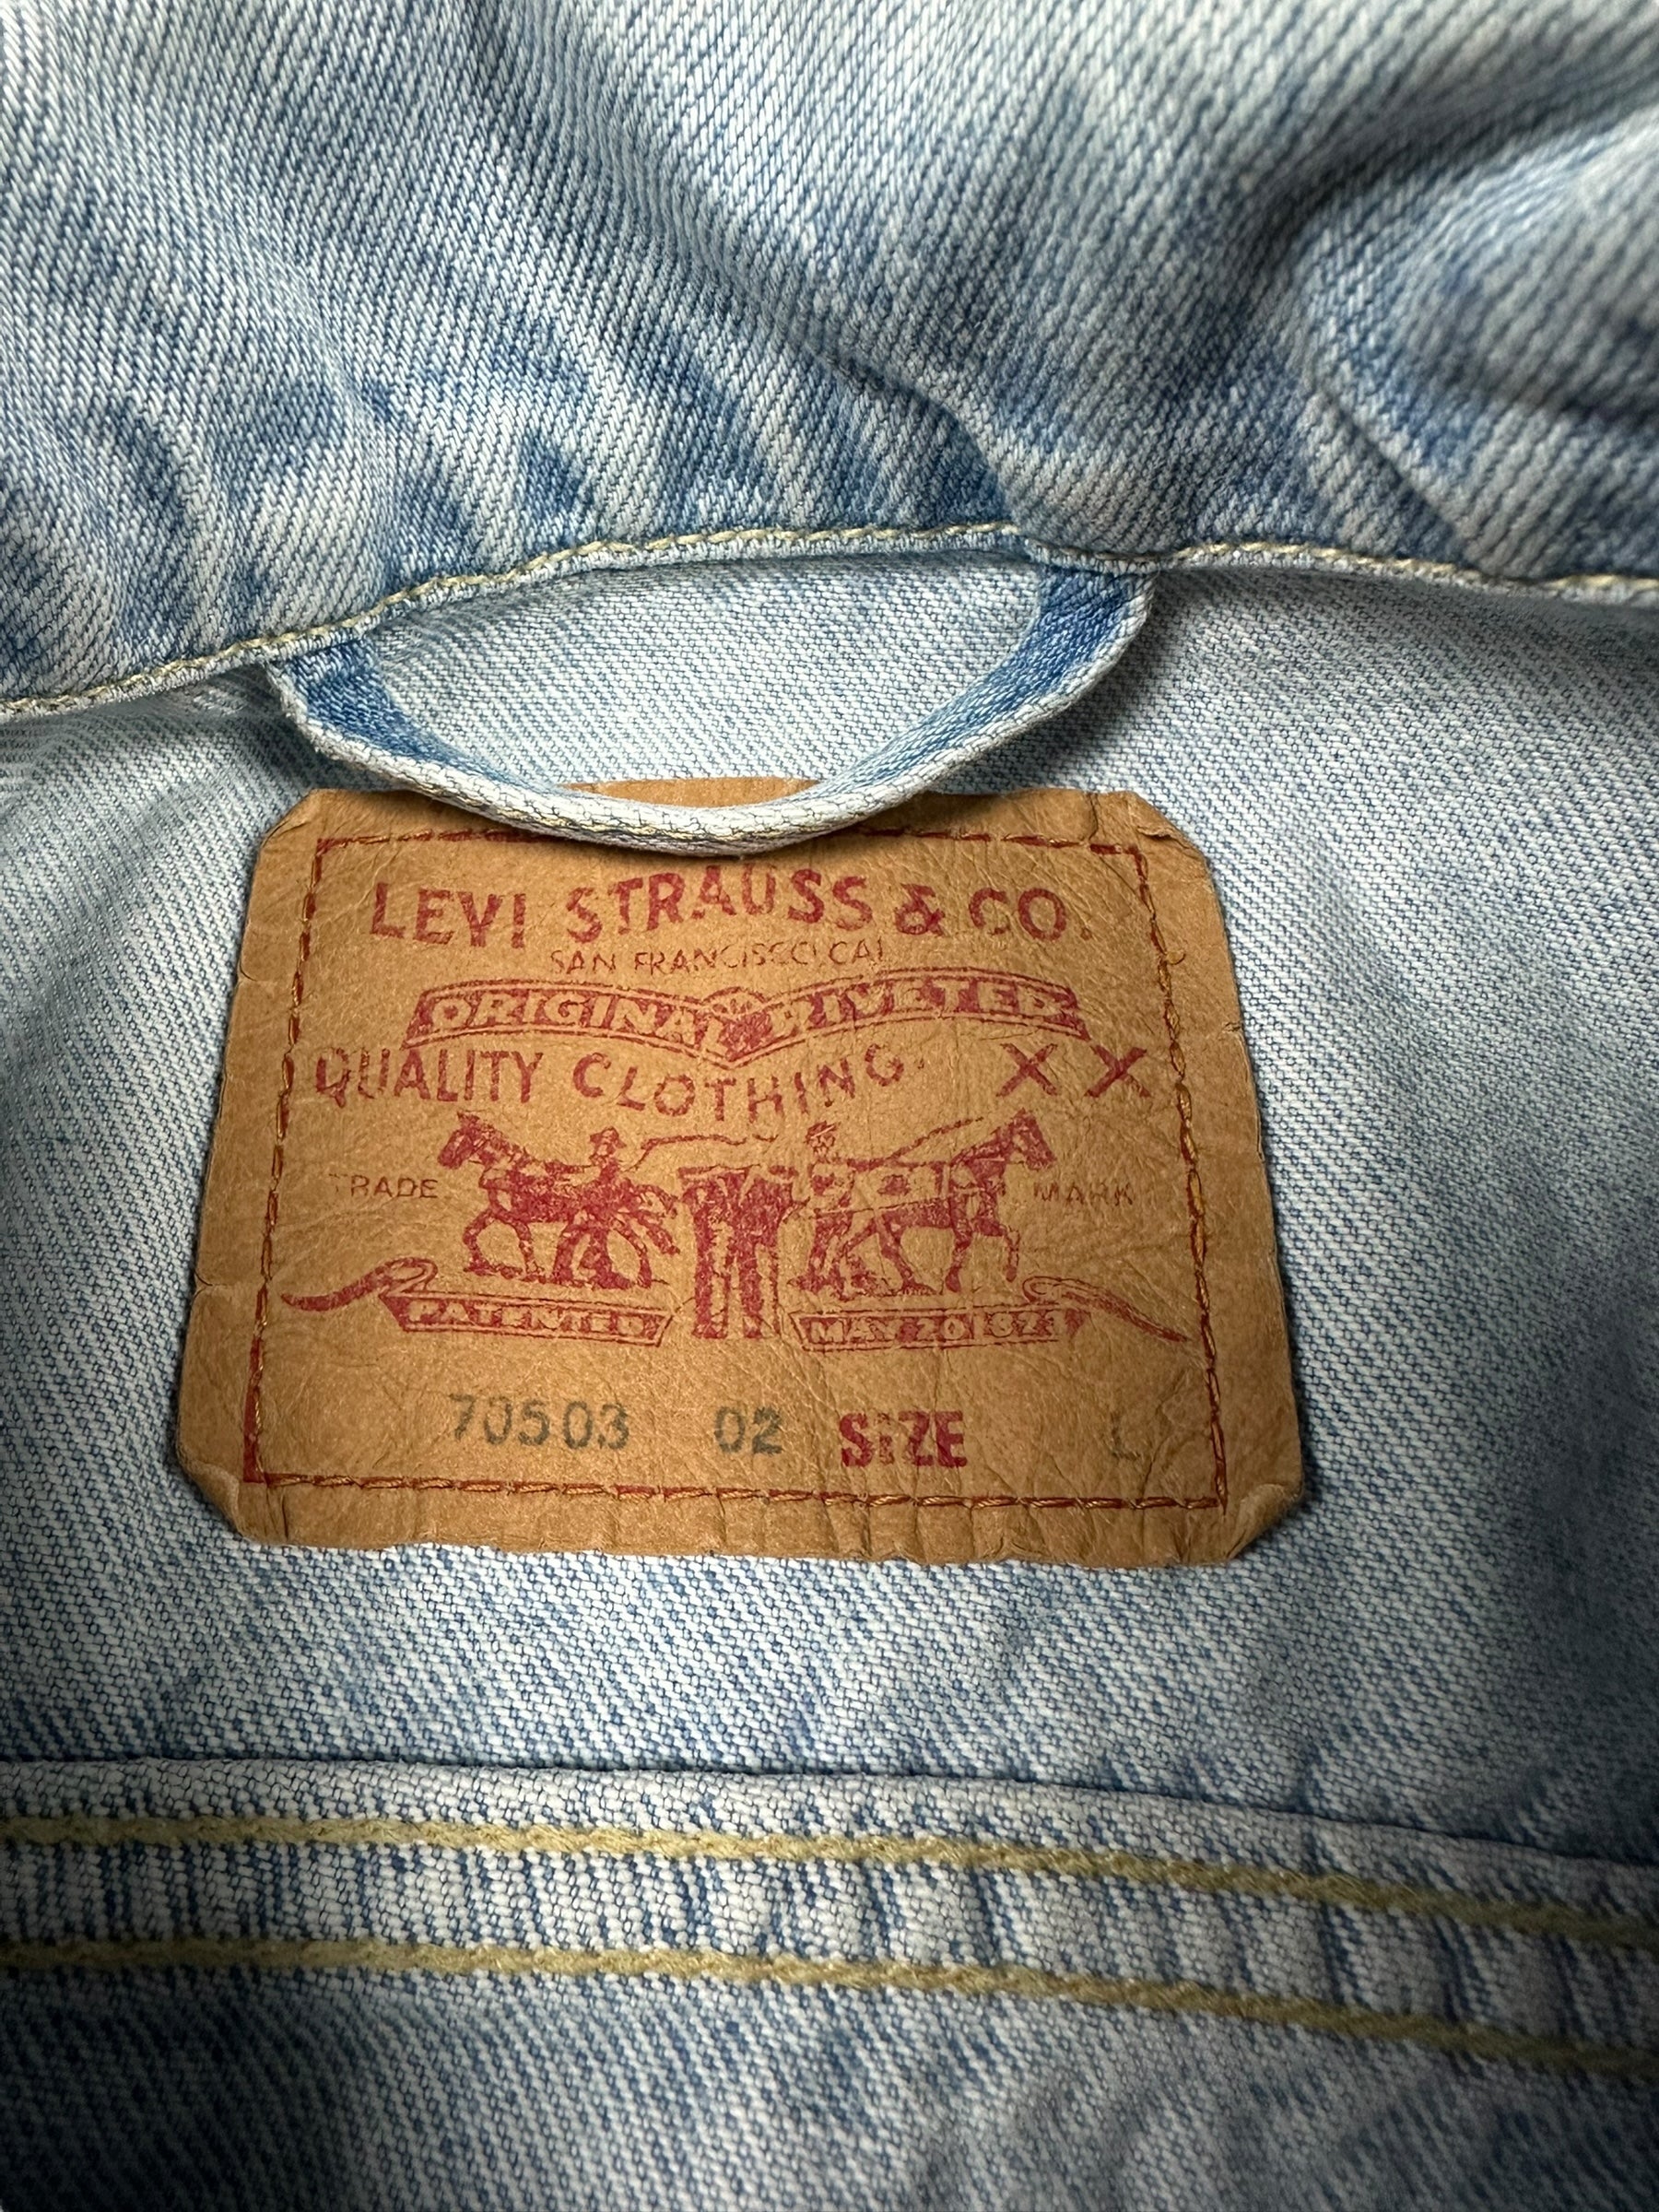 LEVI STRAUSS & CO.
SAN FRANCISCO CAL
ORIGINAL RIVETED
QUALITY CLOTHING. XX
TRADE MARK
PATENTED MAY 20 1873
70503 02 SIZE L